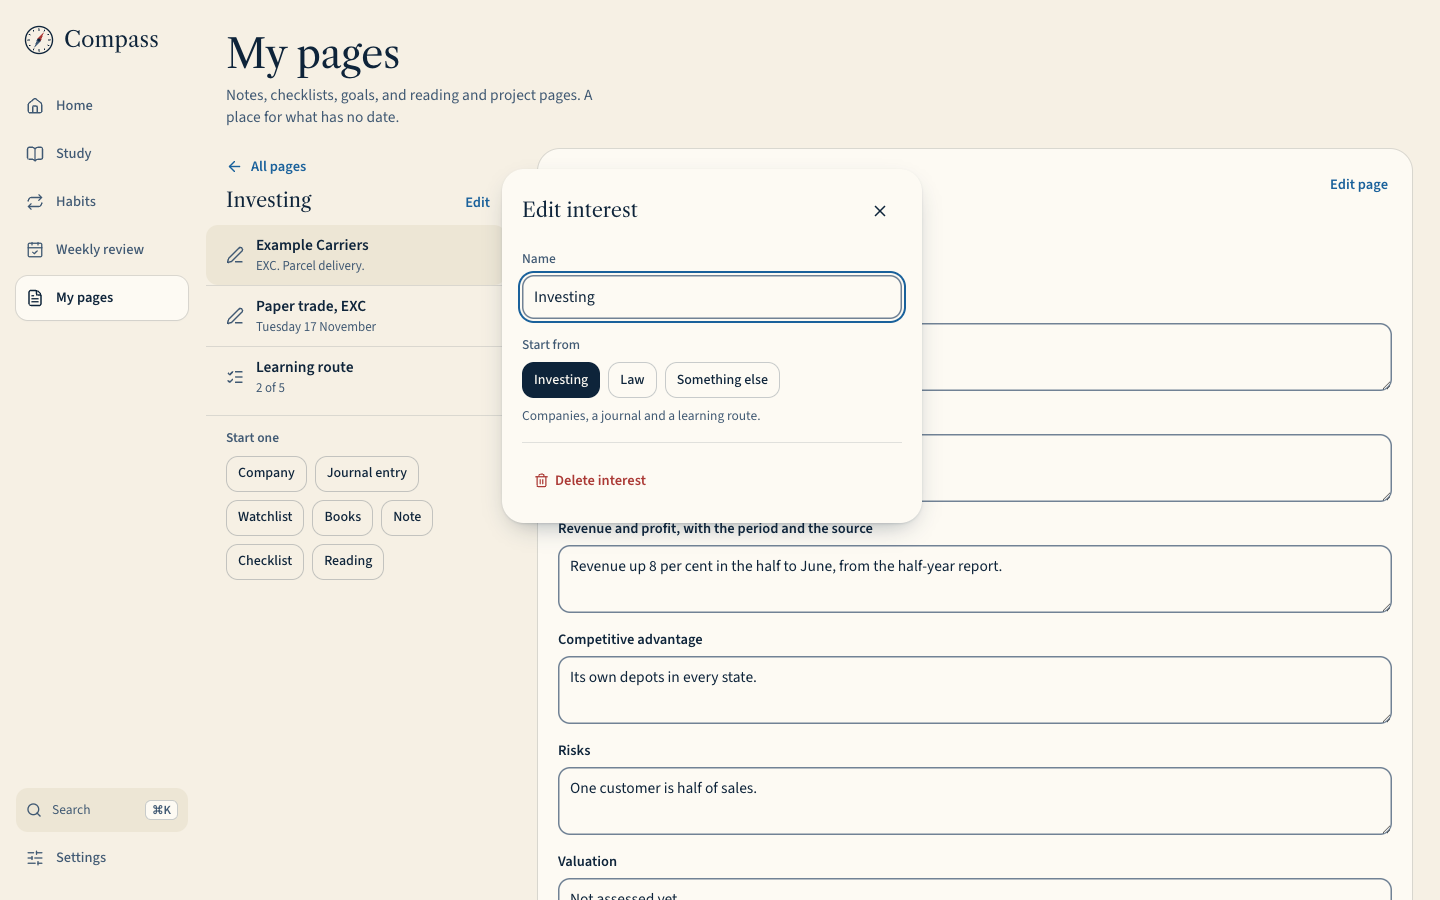 Compass
Home
Study
Habits
Weekly review
My pages
Search
⌘K
Settings
My pages
Notes, checklists, goals, and reading and project pages. A
place for what has no date.
All pages
Investing
Edit
Example Carriers
EXC. Parcel delivery.
Paper trade, EXC
Tuesday 17 November
Learning route
2 of 5
Start one
Company
Journal entry
Watchlist
Books
Note
Checklist
Reading
Edit interest
Name
Investing
Start from
Investing
Law
Something else
Companies, a journal and a learning route.
Delete interest
Edit page
Revenue and profit, with the period and the source
Revenue up 8 per cent in the half to June, from the half-year report.
Competitive advantage
Its own depots in every state.
Risks
One customer is half of sales.
Valuation
Not assessed yet